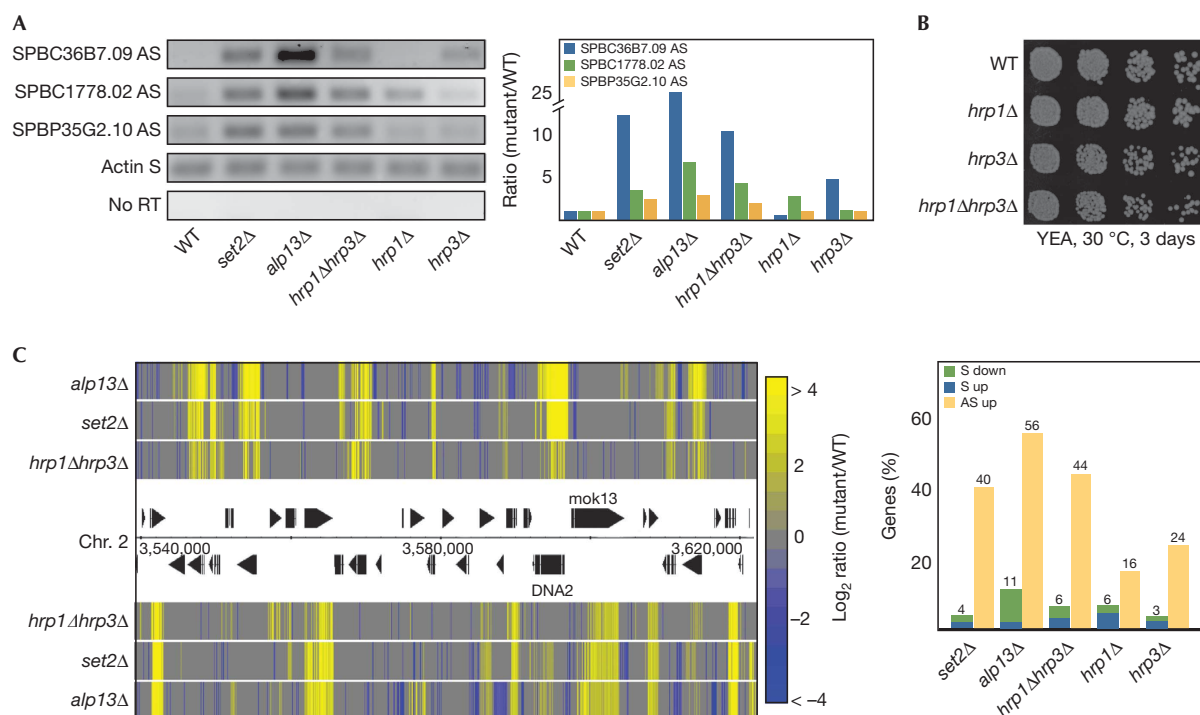 A
SPBC36B7.09 AS
SPBC1778.02 AS
SPBP35G2.10 AS
Actin S
No RT
WT
set2Δ
alp13Δ
hrp1Δhrp3Δ
hrp1Δ
hrp3Δ
SPBC36B7.09 AS
SPBC1778.02 AS
SPBP35G2.10 AS
Ratio (mutant/WT)
25
10
5
WT
set2Δ
alp13Δ
hrp1Δhrp3Δ
hrp1Δ
hrp3Δ
B
WT
hrp1Δ
hrp3Δ
hrp1Δhrp3Δ
YEA, 30 °C, 3 days
C
alp13Δ
set2Δ
hrp1Δhrp3Δ
mok13
Chr. 2
3,540,000 3,580,000 3,620,000
DNA2
hrp1Δhrp3Δ
set2Δ
alp13Δ
> 4
2
0
−2
< −4
Log2 ratio (mutant/WT)
S down
S up
AS up
Genes (%)
60
40
20
4 40
11 56
6 44
6 16
3 24
set2Δ
alp13Δ
hrp1Δhrp3Δ
hrp1Δ
hrp3Δ